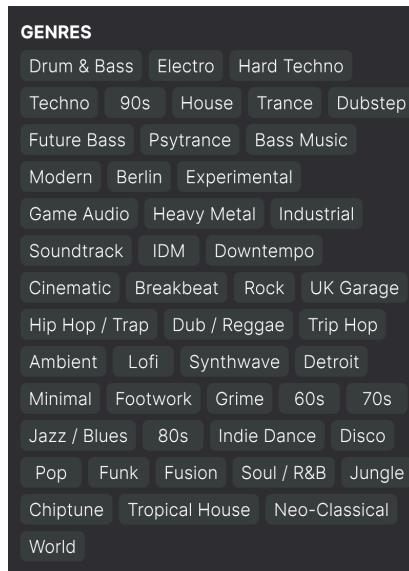 GENRES
Drum & Bass Electro Hard Techno
Techno 90s House Trance Dubstep
Future Bass Psytrance Bass Music
Modern Berlin Experimental
Game Audio Heavy Metal Industrial
Soundtrack IDM Downtempo
Cinematic Breakbeat Rock UK Garage
Hip Hop / Trap Dub / Reggae Trip Hop
Ambient Lofi Synthwave Detroit
Minimal Footwork Grime 60s 70s
Jazz / Blues 80s Indie Dance Disco
Pop Funk Fusion Soul / R&B Jungle
Chiptune Tropical House Neo-Classical
World